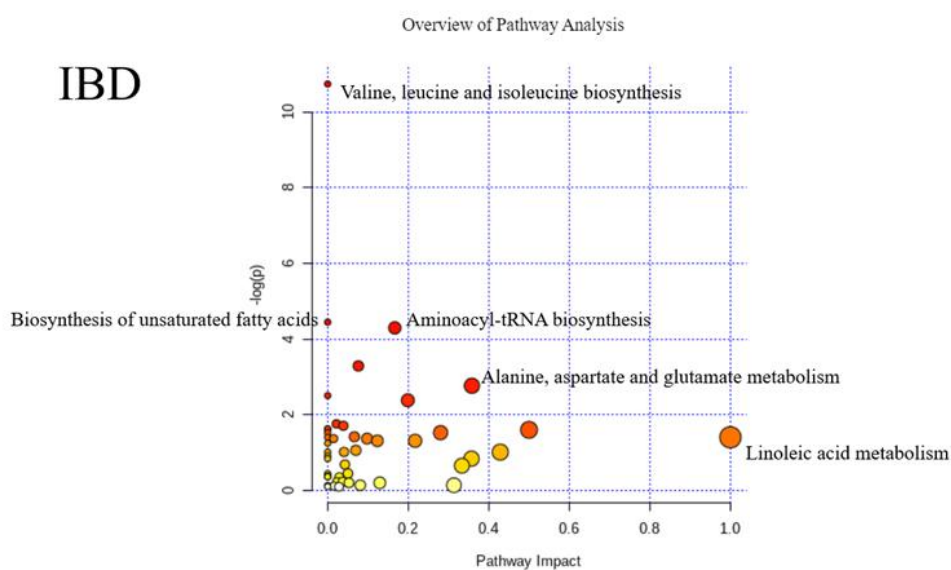 Overview of Pathway Analysis
IBD
Valine, leucine and isoleucine biosynthesis
10
8
6
-log(p)
Biosynthesis of unsaturated fatty acids
Aminoacyl-tRNA biosynthesis
4
Alanine, aspartate and glutamate metabolism
2
Linoleic acid metabolism
0
0.0 0.2 0.4 0.6 0.8 1.0
Pathway Impact